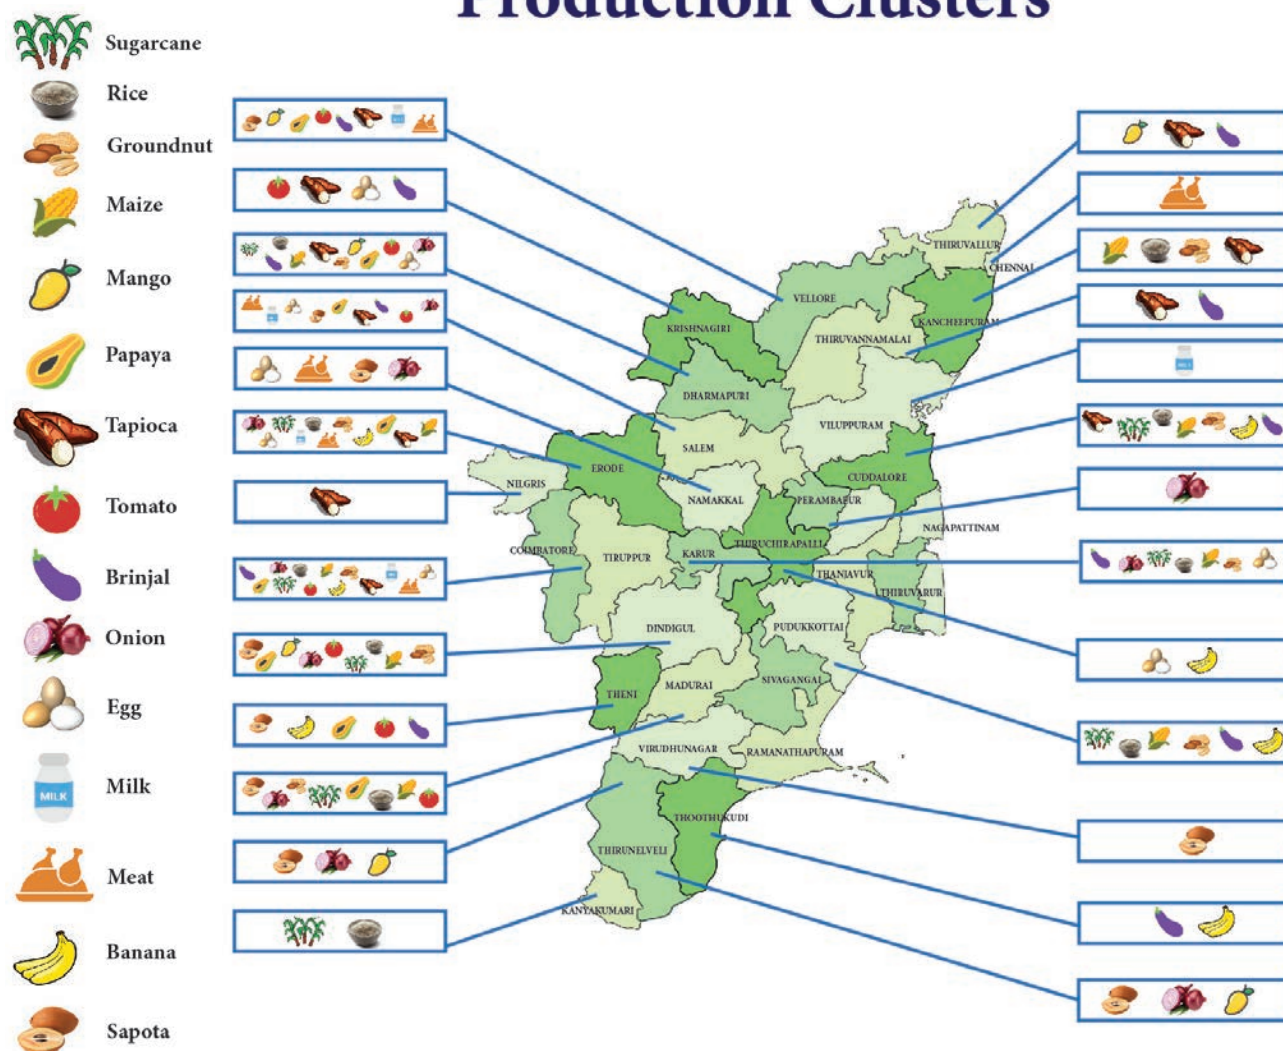 Production Clusters
Sugarcane
Rice
Groundnut
Maize
Mango
Papaya
Tapioca
Tomato
Brinjal
Onion
Egg
Milk
MILK
Meat
Banana
Sapota
THIRUVALLUR
CHENNAI
VELLORE
KANCHEEPURAM
KRISHNAGIRI
THIRUVANNAMALAI
DHARMAPURI
VILUPPURAM
SALEM
ERODE
CUDDALORE
NILGRIS
NAMAKKAL
PERAMBALUR
NAGAPATTINAM
COIMBATORE
TIRUPPUR
KARUR
THIRUCHIRAPALLI
THANJAVUR
THIRUVARUR
DINDIGUL
PUDUKKOTTAI
THENI
MADURAI
SIVAGANGAI
VIRUDHUNAGAR
RAMANATHAPURAM
THOOTHUKUDI
THIRUNELVELI
KANYAKUMARI